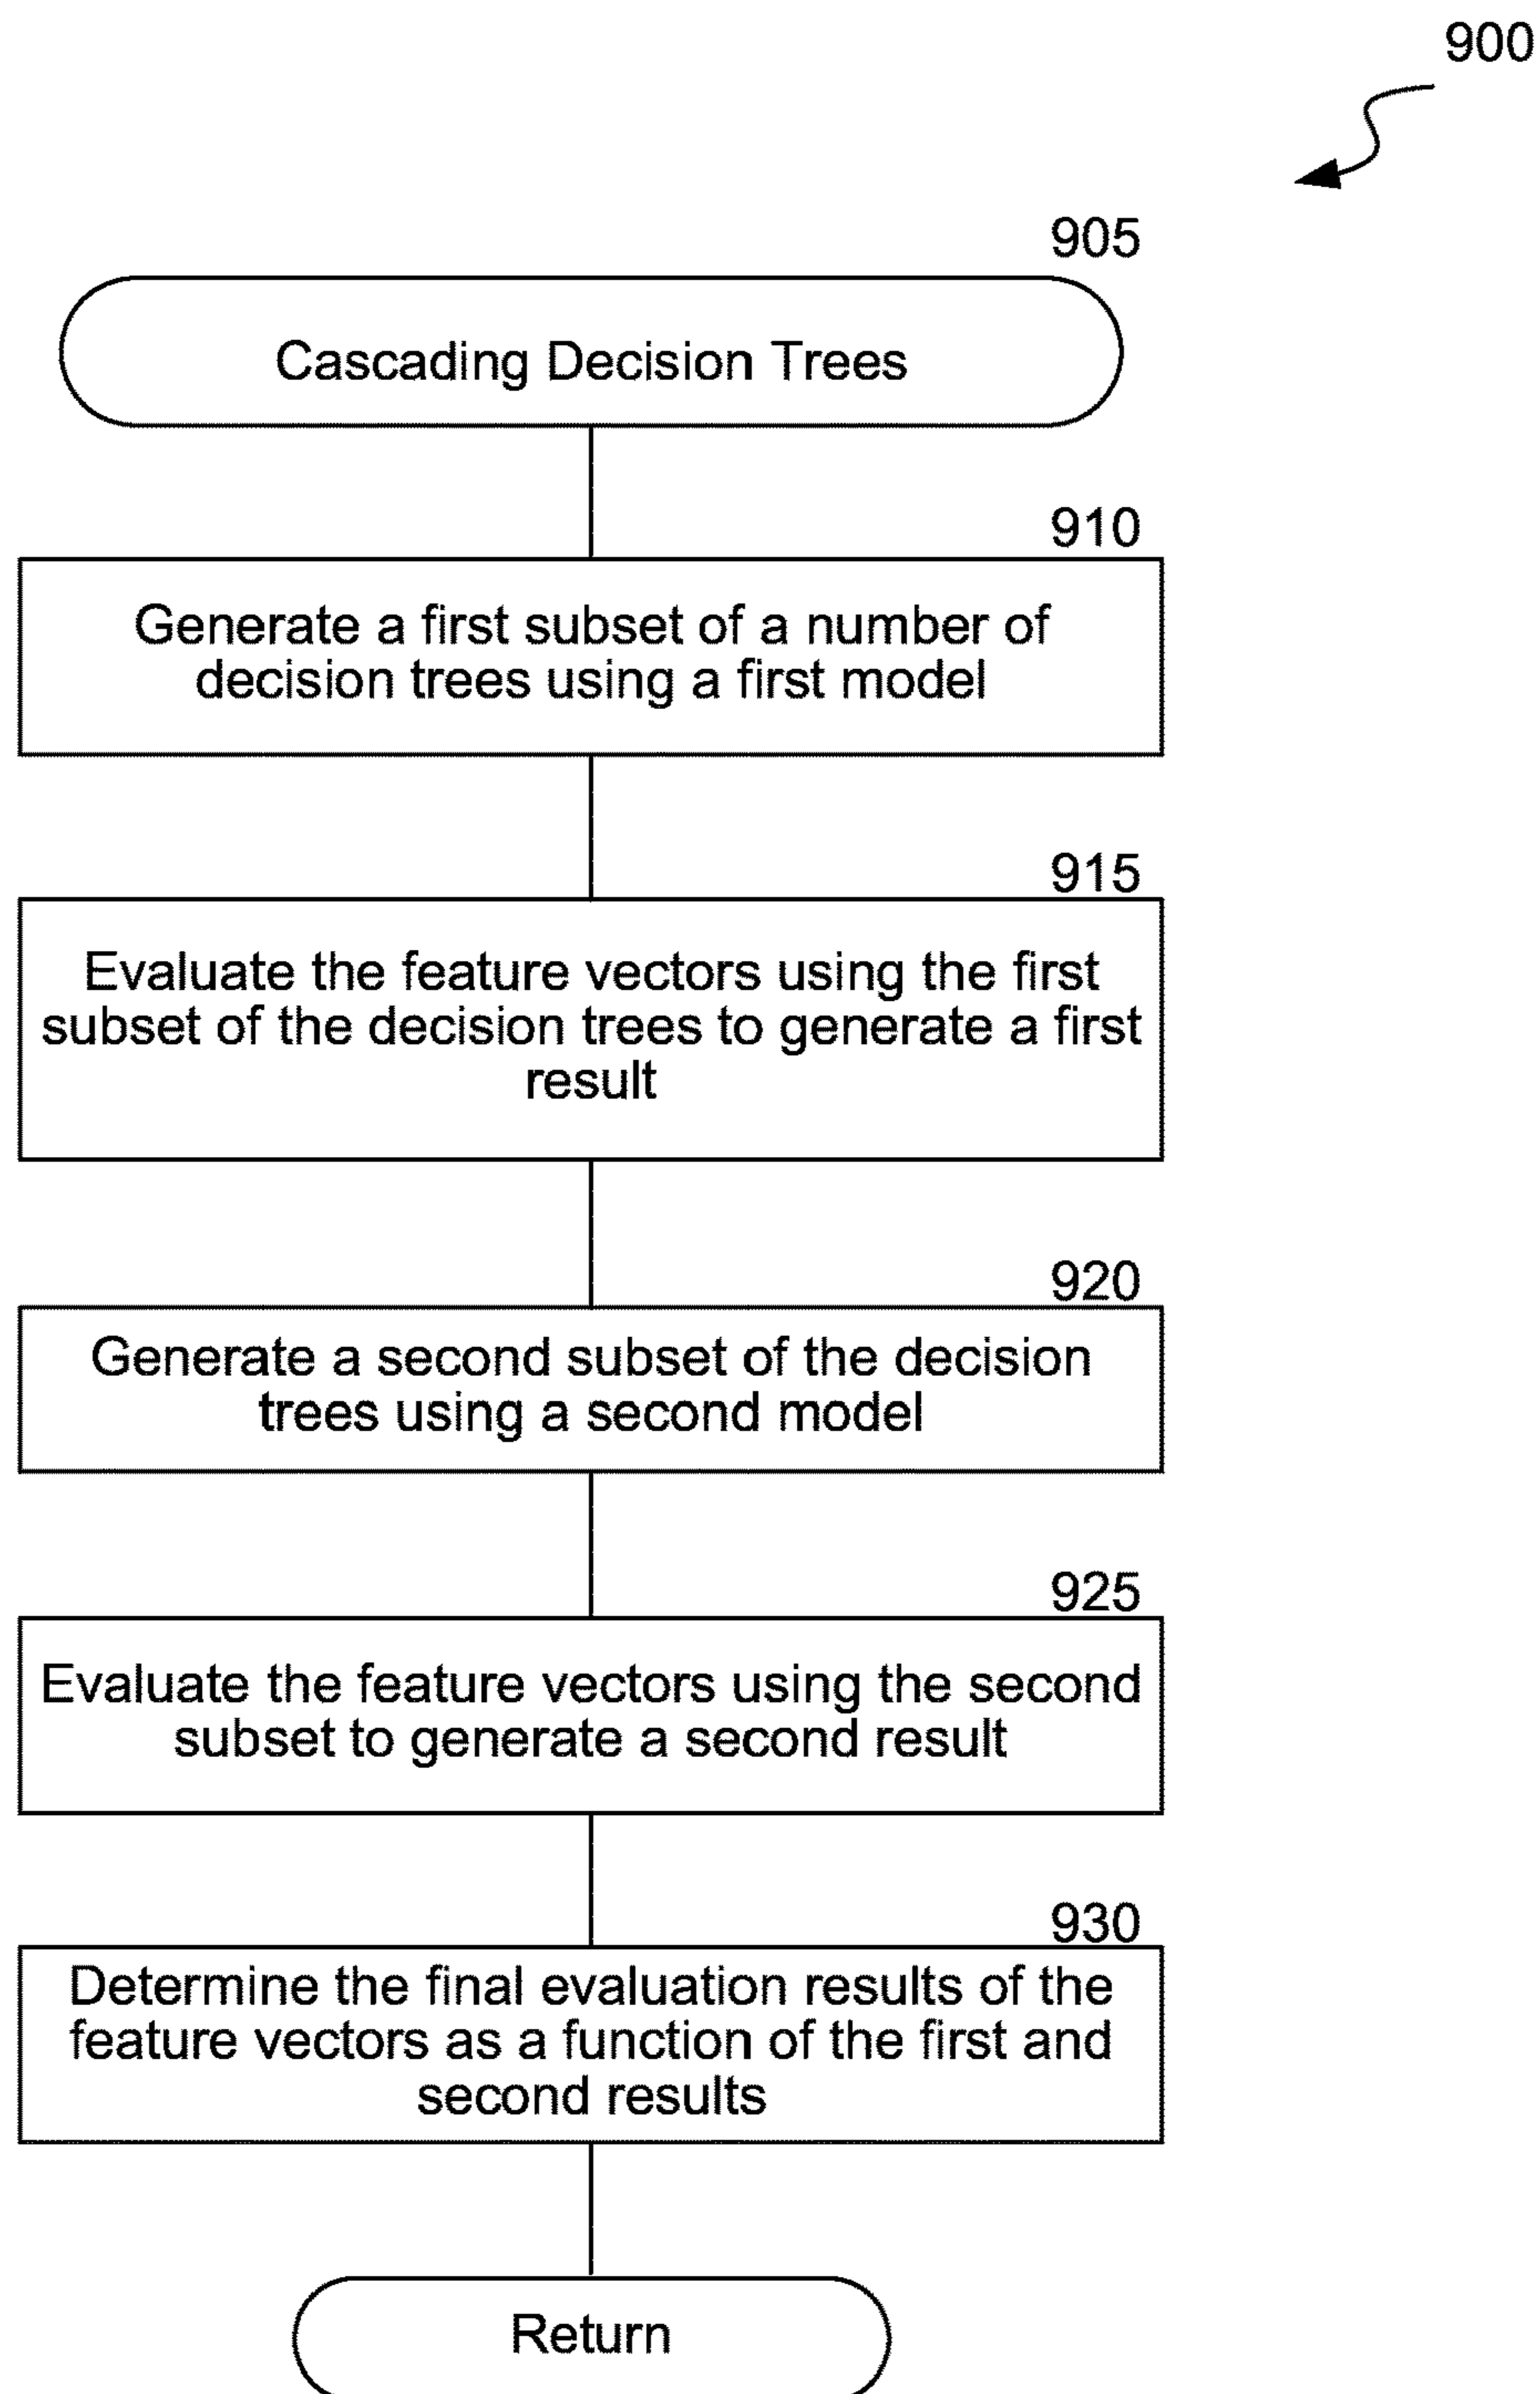 900
905
Cascading Decision Trees
910
Generate a first subset of a number of
decision trees using a first model
915
Evaluate the feature vectors using the first
subset of the decision trees to generate a first
result
920
Generate a second subset of the decision
trees using a second model
925
Evaluate the feature vectors using the second
subset to generate a second result
930
Determine the final evaluation results of the
feature vectors as a function of the first and
second results
Return